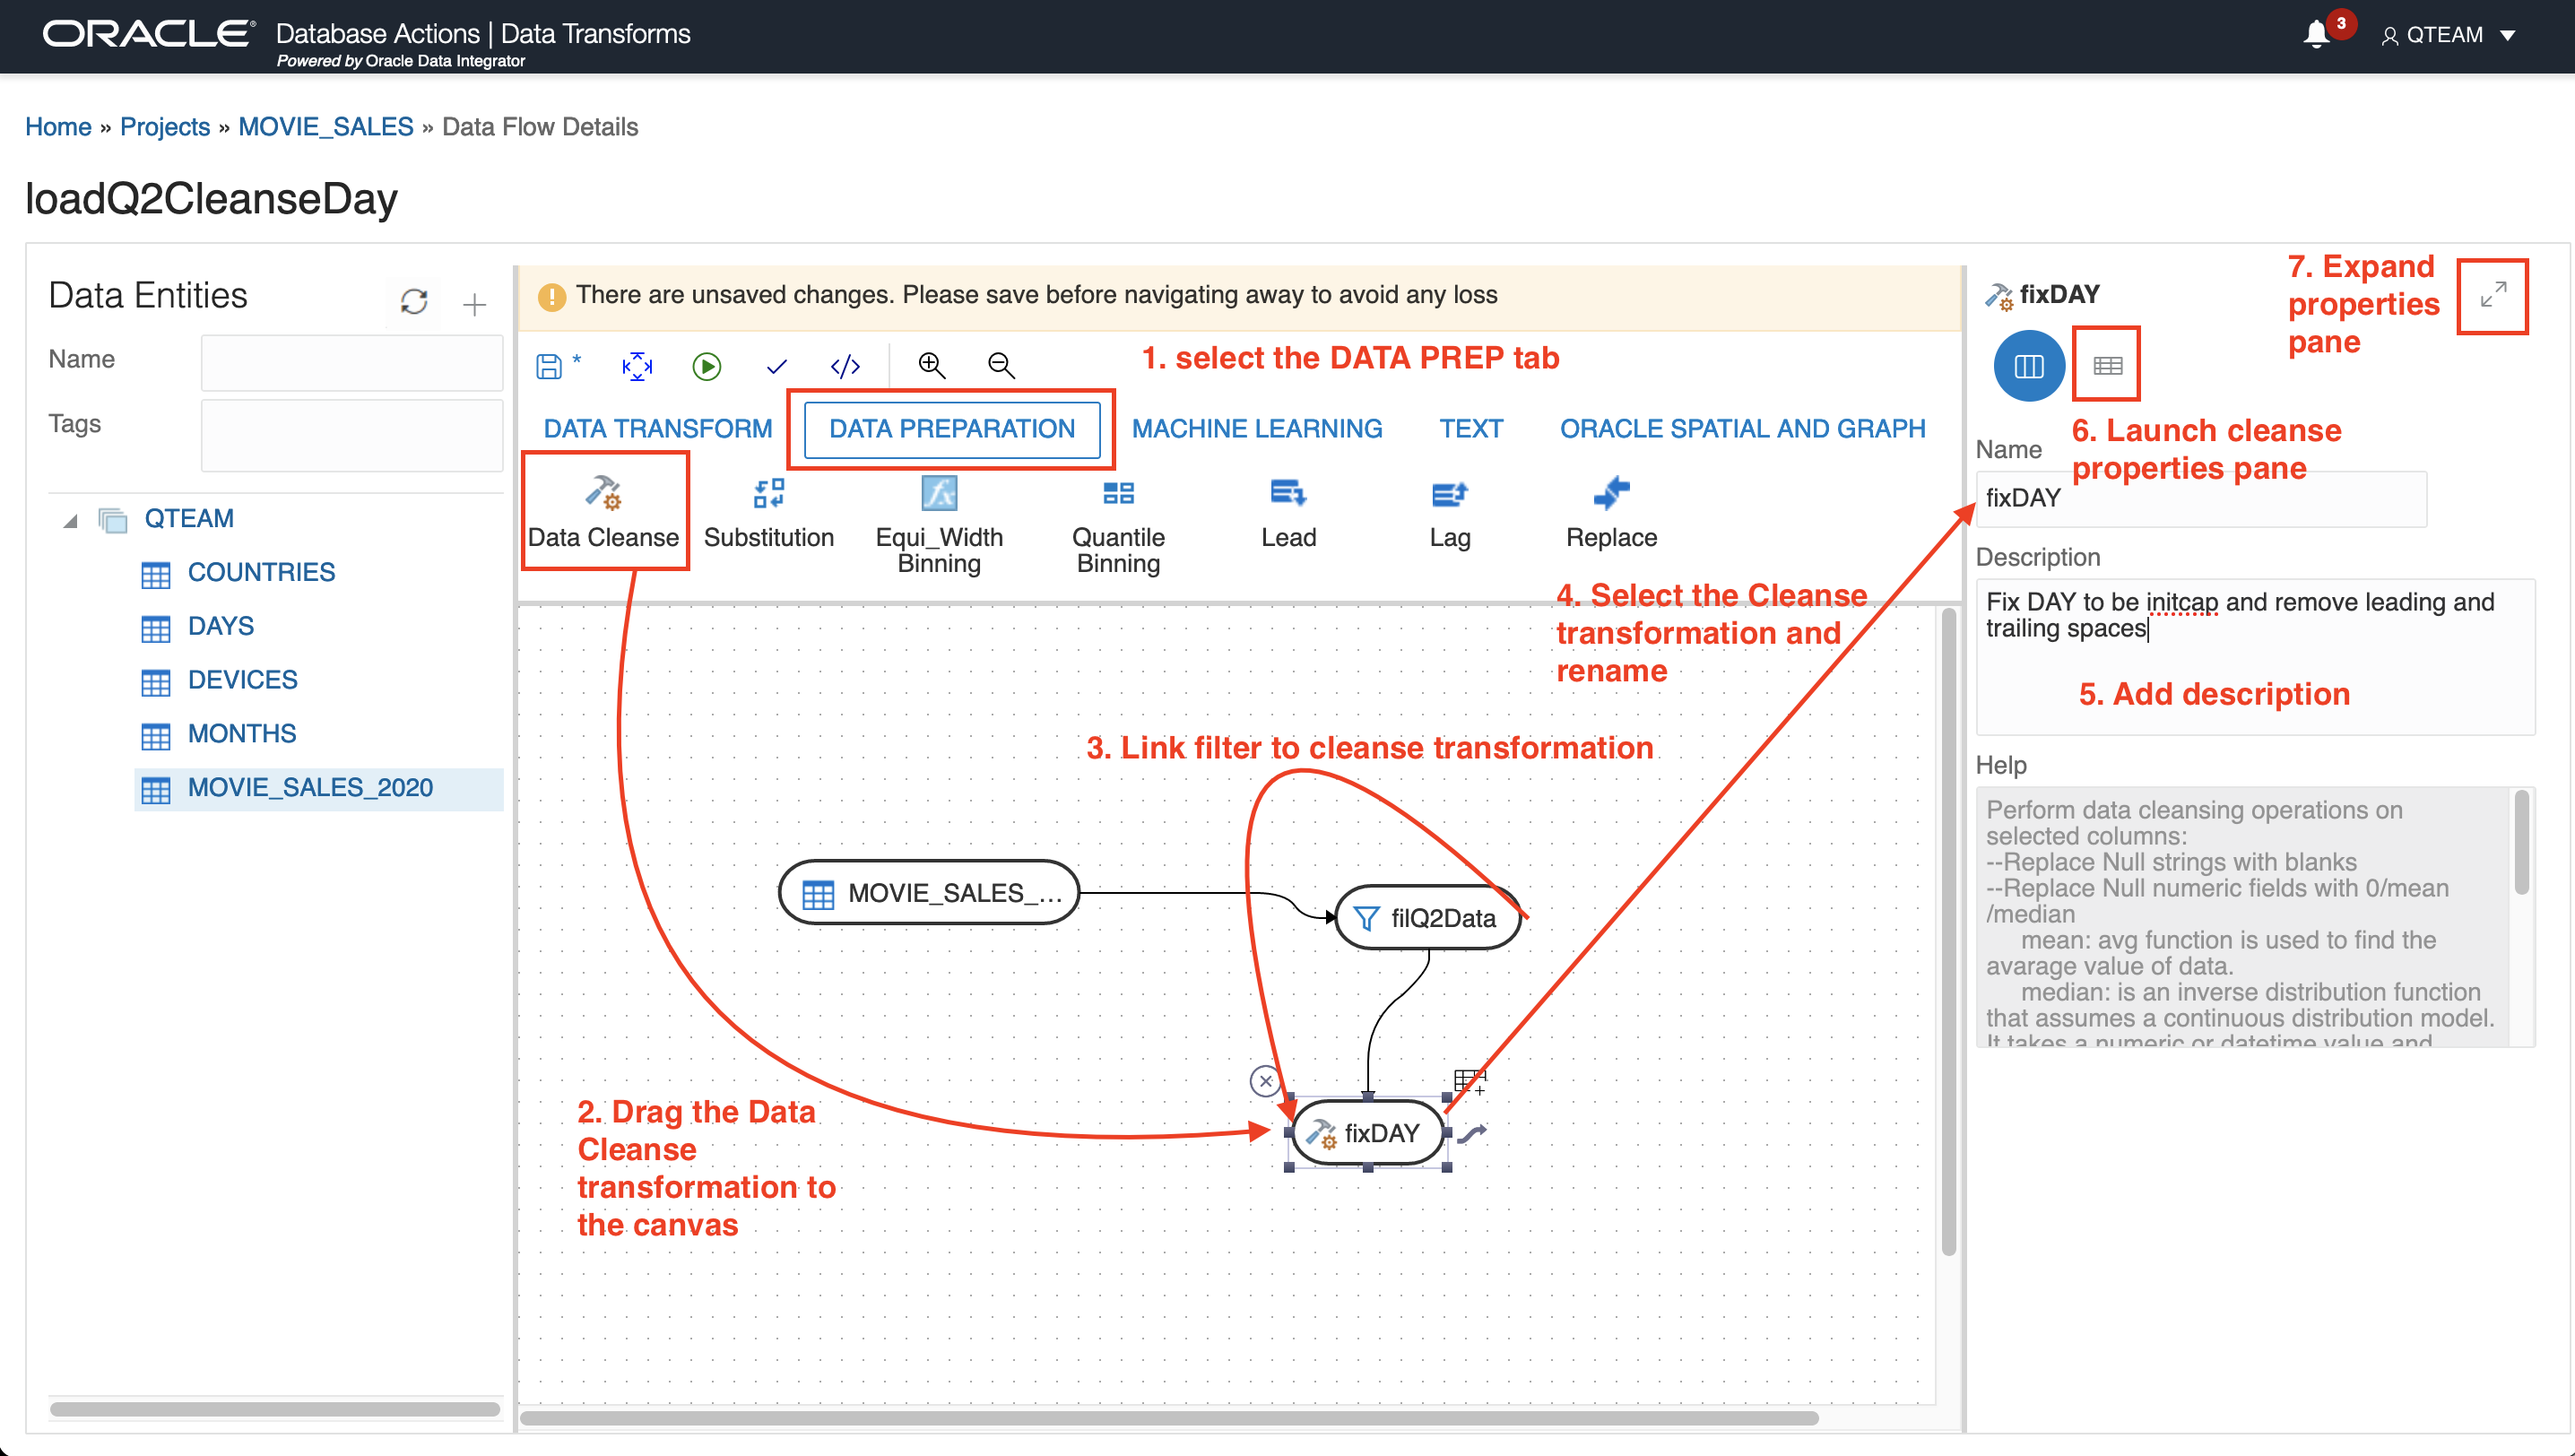 ORACLE® Database Actions | Data Transforms
Powered by Oracle Data Integrator
3
QTEAM
Home » Projects » MOVIE_SALES » Data Flow Details
loadQ2CleanseDay
Data Entities
Name
Tags
QTEAM
COUNTRIES
DAYS
DEVICES
MONTHS
MOVIE_SALES_2020
! There are unsaved changes. Please save before navigating away to avoid any loss
*
1. select the DATA PREP tab
DATA TRANSFORM DATA PREPARATION MACHINE LEARNING TEXT ORACLE SPATIAL AND GRAPH
Data Cleanse
Substitution
fx
Equi_Width
Binning
Quantile
Binning
Lead
Lag
Replace
4. Select the Cleanse
transformation and
rename
3. Link filter to cleanse transformation
MOVIE_SALES_...
filQ2Data
fixDAY
2. Drag the Data
Cleanse
transformation to
the canvas
fixDAY
7. Expand
properties
pane
6. Launch cleanse
properties pane
Name
fixDAY
Description
Fix DAY to be initcap and remove leading and
trailing spaces
5. Add description
Help
Perform data cleansing operations on
selected columns:
--Replace Null strings with blanks
--Replace Null numeric fields with 0/mean
/median
mean: avg function is used to find the
avarage value of data.
median: is an inverse distribution function
that assumes a continuous distribution model.
It takes a numeric or datetime value and